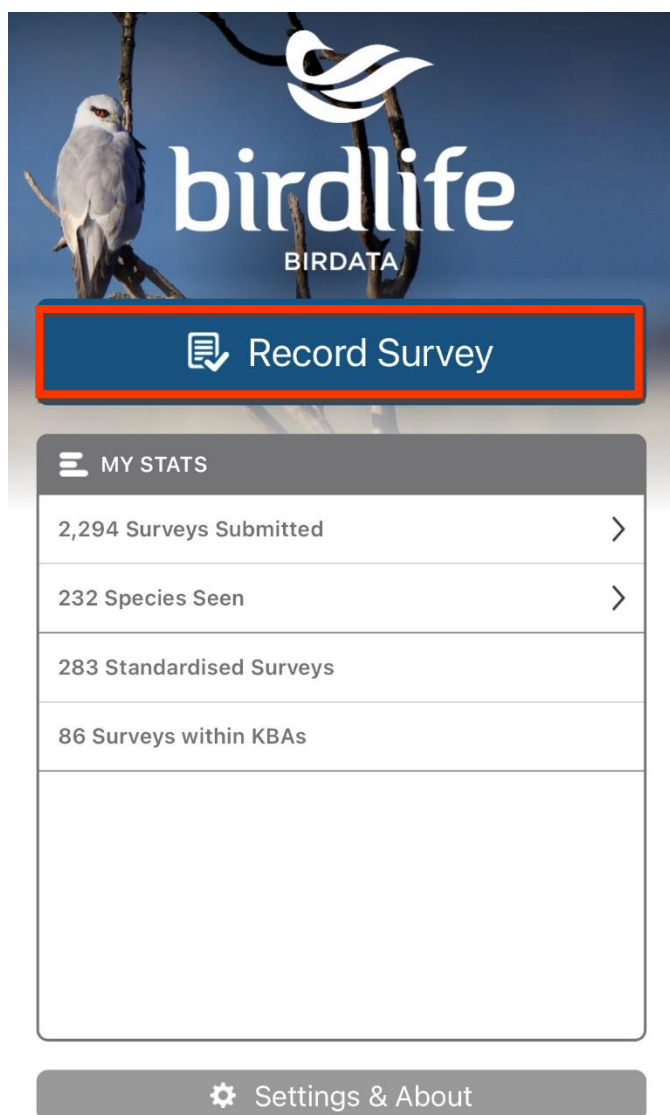 birdlife
BIRDATA
Record Survey
MY STATS
2,294 Surveys Submitted
232 Species Seen
283 Standardised Surveys
86 Surveys within KBAs
Settings & About